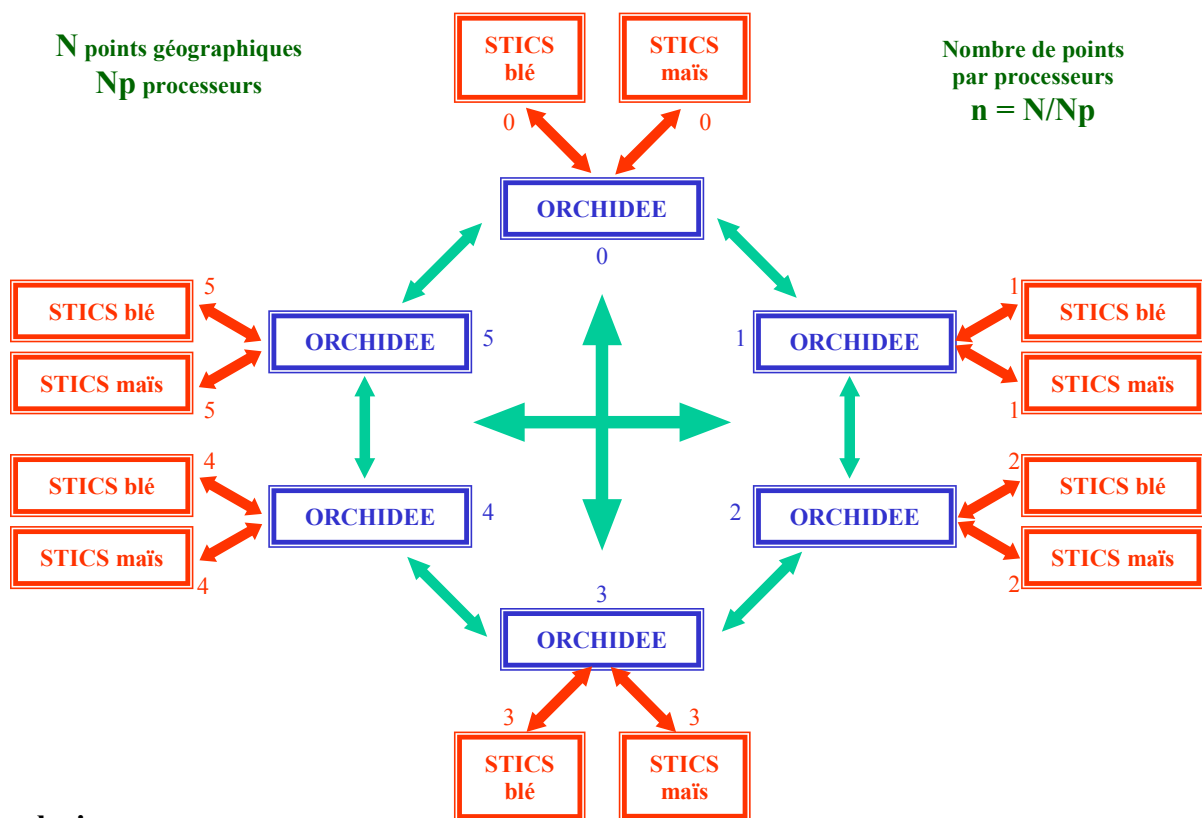 N points géographiques
Np processeurs
STICS
blé
STICS
maïs
Nombre de points
par processeurs
n = N/Np
0
0
ORCHIDEE
0
5
STICS blé
STICS maïs
5
ORCHIDEE
5
1
ORCHIDEE
1
STICS blé
STICS maïs
1
4
STICS blé
STICS maïs
4
ORCHIDEE
4
2
ORCHIDEE
2
STICS blé
STICS maïs
2
3
ORCHIDEE
3
3
STICS
blé
STICS
maïs